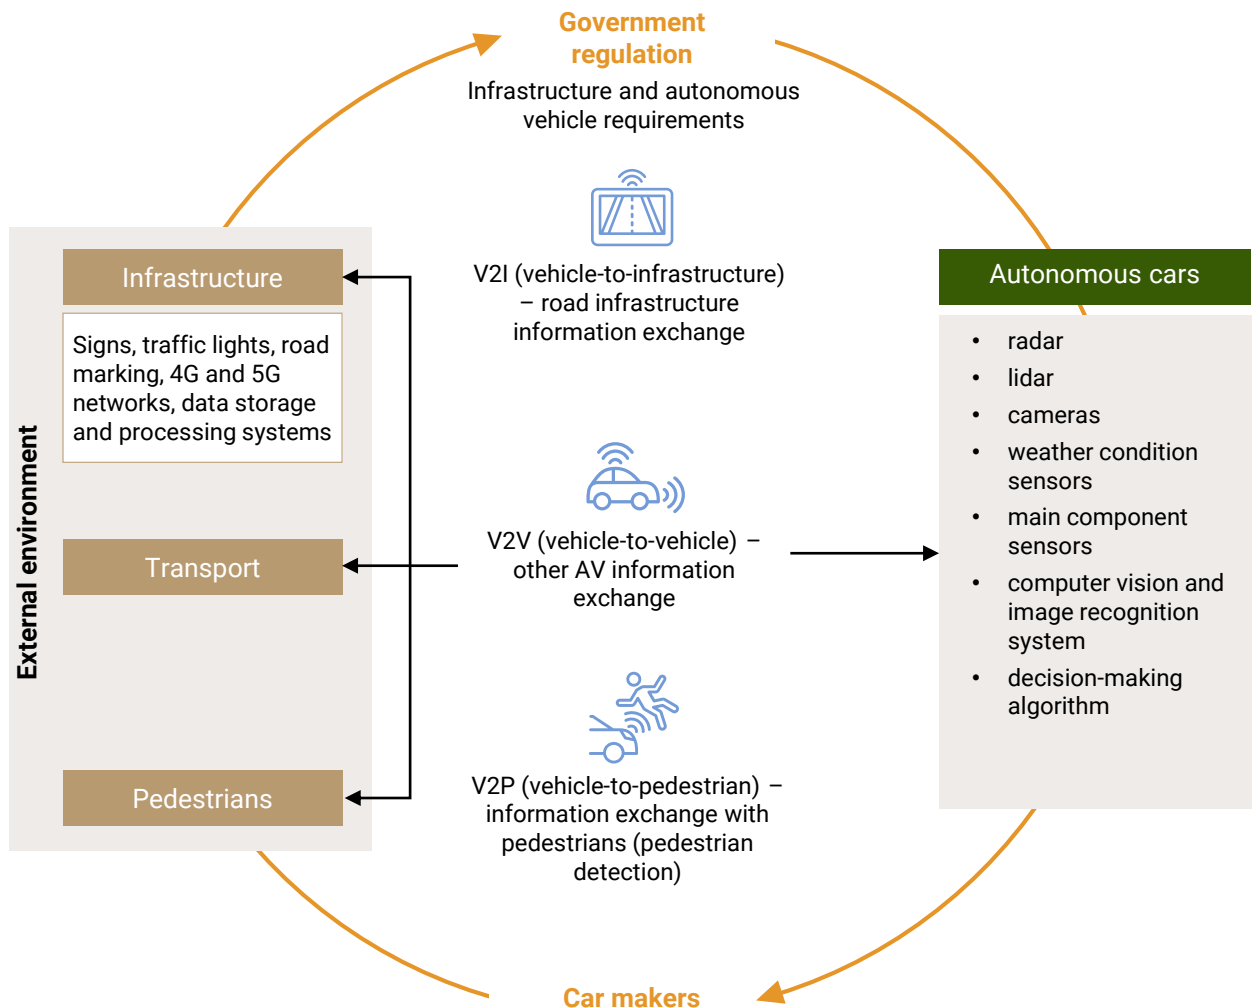 Government
regulation
Infrastructure and autonomous
vehicle requirements
External environment
Infrastructure
Signs, traffic lights, road
marking, 4G and 5G
networks, data storage
and processing systems
Transport
Pedestrians
V2I (vehicle-to-infrastructure)
– road infrastructure
information exchange
V2V (vehicle-to-vehicle) –
other AV information
exchange
V2P (vehicle-to-pedestrian) –
information exchange with
pedestrians (pedestrian
detection)
Autonomous cars
• radar
• lidar
• cameras
• weather condition
sensors
• main component
sensors
• computer vision and
image recognition
system
• decision-making
algorithm
Car makers